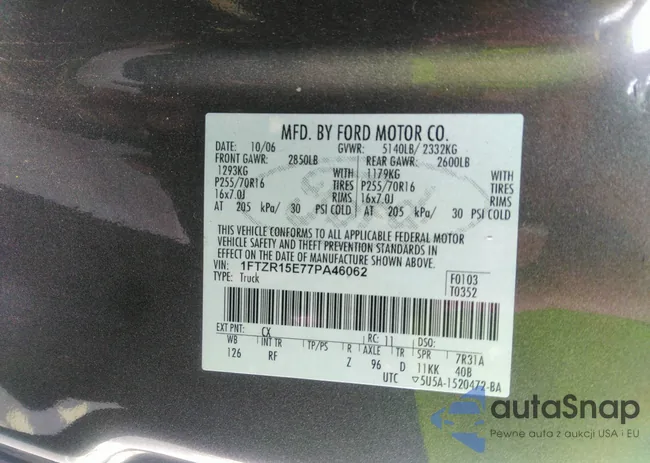 MFD. BY FORD MOTOR CO.
DATE: 10/06 GVWR: 5140LB/ 2332KG
FRONT GAWR: 2850LB REAR GAWR: 2600LB
1293KG WITH 1179KG WITH
P255/70R16 TIRES P255/70R16 TIRES
16x7.0J RIMS 16x7.0J RIMS
AT 205 kPa/ 30 PSI COLD AT 205 kPa/ 30 PSI COLD
THIS VEHICLE CONFORMS TO ALL APPLICABLE FEDERAL MOTOR
VEHICLE SAFETY AND THEFT PREVENTION STANDARDS IN
EFFECT ON THE DATE OF MANUFACTURE SHOWN ABOVE.
VIN: 1FTZR15E77PA46062 F0103
TYPE: Truck T0352
EXT PNT: CX RC: 11 DSO:
WB INT TR TP/PS R AXLE TR SPR 7R31A
126 RF Z 96 D 11KK 40B
UTC 5U5A-1520472-BA
autaSnap
Pewne auta z aukcji USA i EU